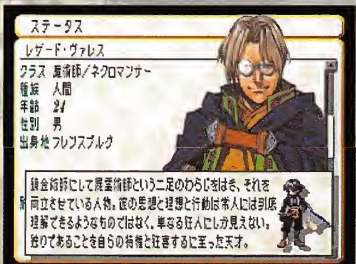 ステータス
レザード・ヴァレス
クラス 魔術師／ネクロマンサー
種族 人間
年齢 24
性別 男
出身地 フレンスブルグ
錬金術師にして屍霊術師という二足のわらじをはき、それを
両立させている人物。彼の思想と理想と行動は常人には到底
理解できるようなものではなく、単なる狂人にしか見えない。
独りであることを自らの特権と狂喜するに至った天才。